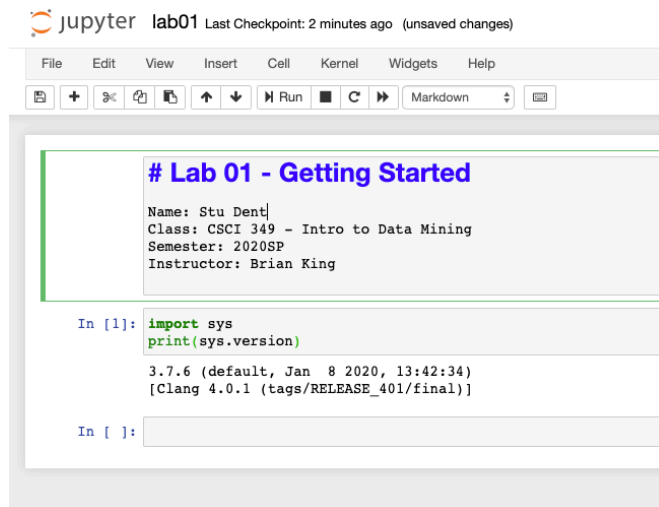 jupyter lab01 Last Checkpoint: 2 minutes ago (unsaved changes)
File Edit View Insert Cell Kernel Widgets Help
Run Markdown
# Lab 01 - Getting Started
Name: Stu Dent
Class: CSCI 349 - Intro to Data Mining
Semester: 2020SP
Instructor: Brian King
In [1]: import sys
print(sys.version)
3.7.6 (default, Jan  8 2020, 13:42:34)
[Clang 4.0.1 (tags/RELEASE_401/final)]
In [ ]: